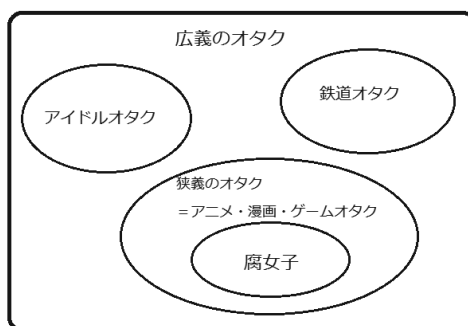 広義のオタク
アイドルオタク
鉄道オタク
狭義のオタク
＝アニメ・漫画・ゲームオタク
腐女子